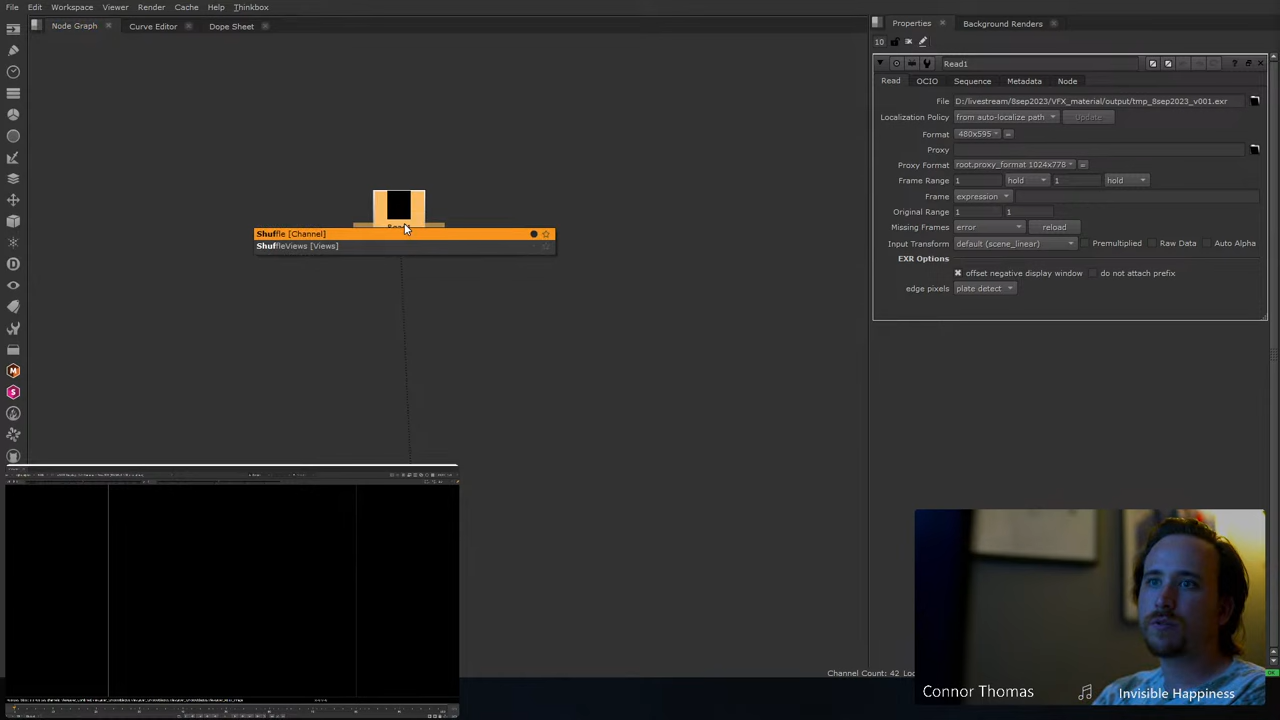 File Edit Workspace Viewer Render Cache Help Thinkbox
Node Graph Curve Editor Dope Sheet
Properties Background Renders
10
Read1
Read OCIO Sequence Metadata Node
File D:/livestream/8sep2023/VFX_material/output/tmp_8sep2023_v001.exr
Localization Policy from auto-localize path Update
Format 480x595 =
Proxy
Proxy Format root.proxy_format 1024x778 =
Frame Range 1 hold 1 hold
Frame expression
Original Range 1 1
Missing Frames error reload
Input Transform default (scene_linear) Premultiplied Raw Data Auto Alpha
EXR Options
offset negative display window do not attach prefix
edge pixels plate detect
Shuffle [Channel]
ShuffleViews [Views]
Channel Count: 42
Connor Thomas
Invisible Happiness